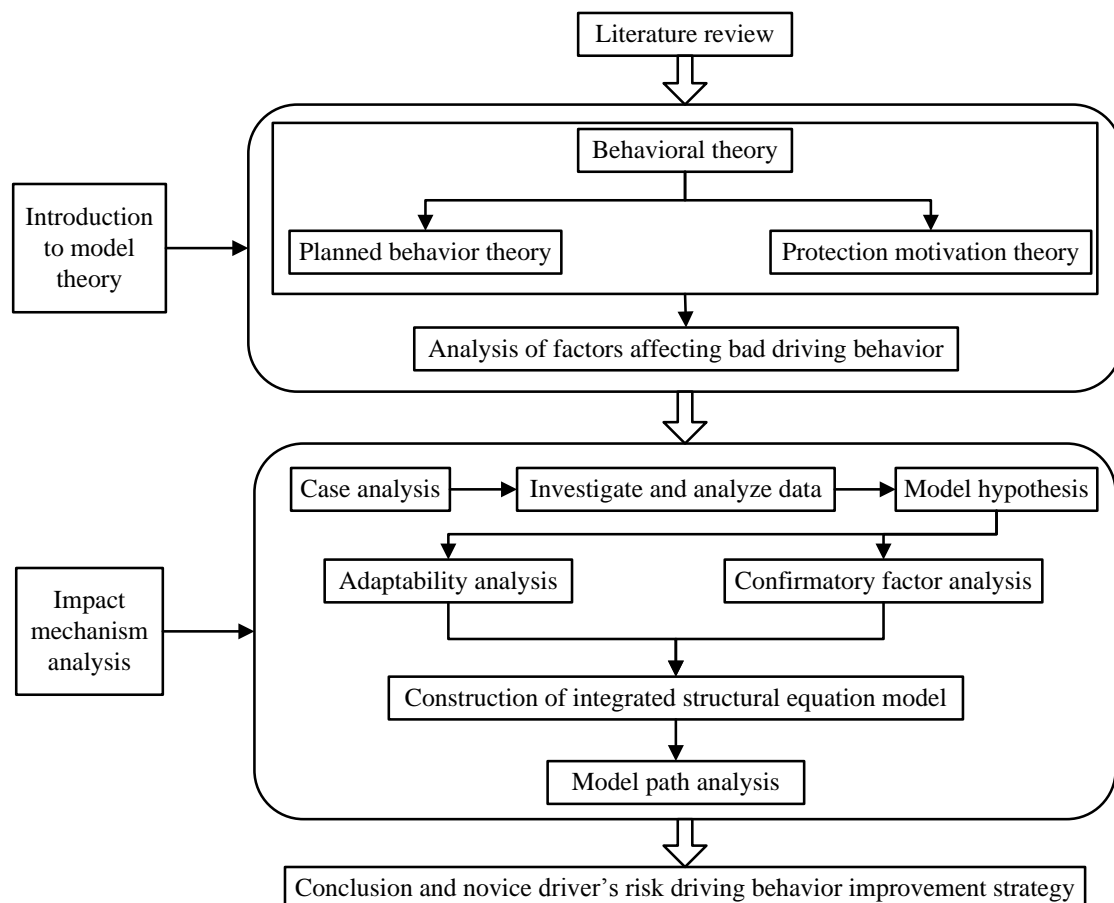 Literature review
Behavioral theory
Introduction
to model
theory
Planned behavior theory
Protection motivation theory
Analysis of factors affecting bad driving behavior
Case analysis
Investigate and analyze data
Model hypothesis
Adaptability analysis
Confirmatory factor analysis
Impact
mechanism
analysis
Construction of integrated structural equation model
Model path analysis
Conclusion and novice driver’s risk driving behavior improvement strategy